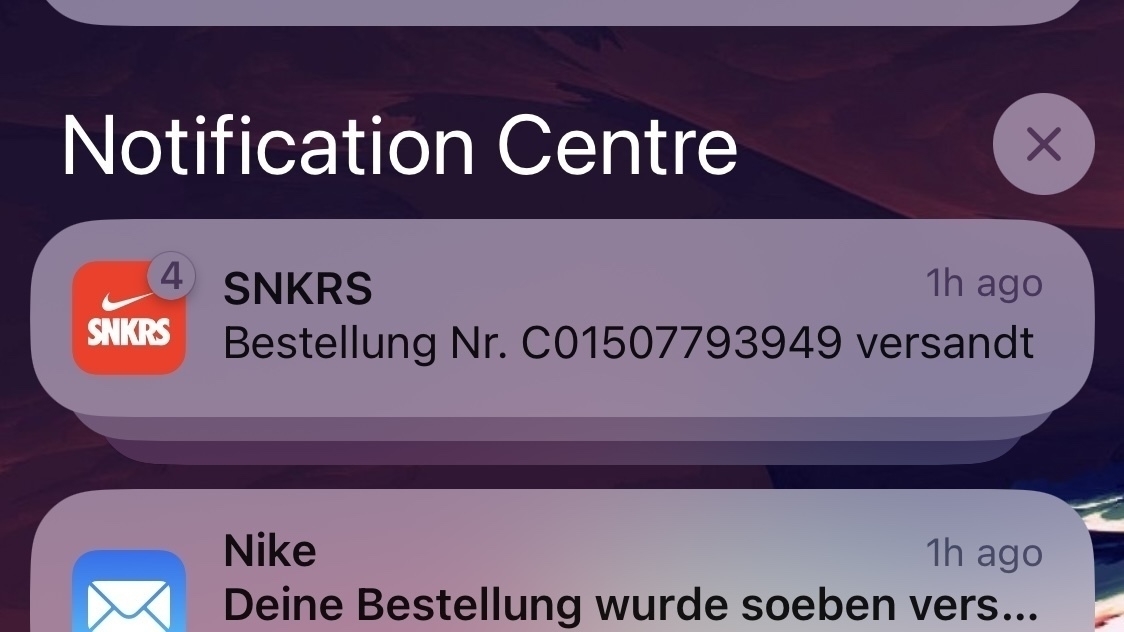 Notification Centre
4
SNKRS
SNKRS
1h ago
Bestellung Nr. C01507793949 versandt
Nike
1h ago
Deine Bestellung wurde soeben vers...